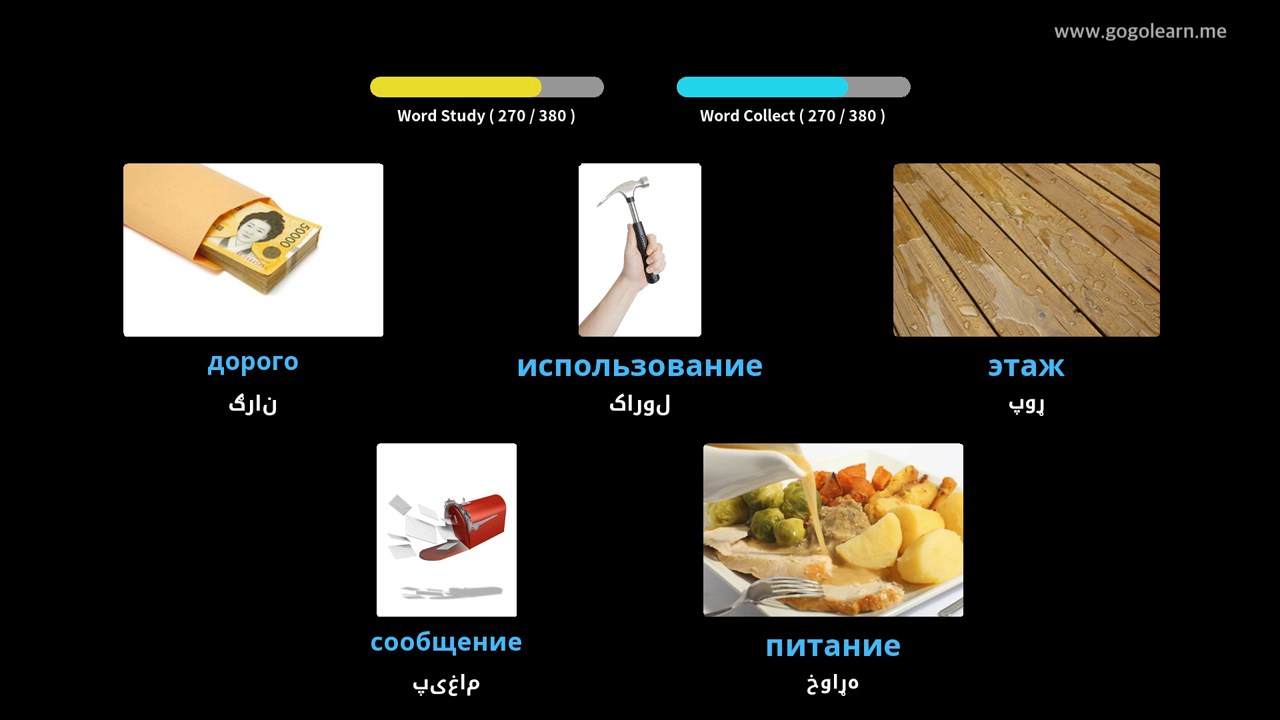 www.gogolearn.me
Word Study ( 270 / 380 )
Word Collect ( 270 / 380 )
50000
дорого
использование
этаж
ګران
کارول
پوړ
сообщение
питание
پیغام
خواړه